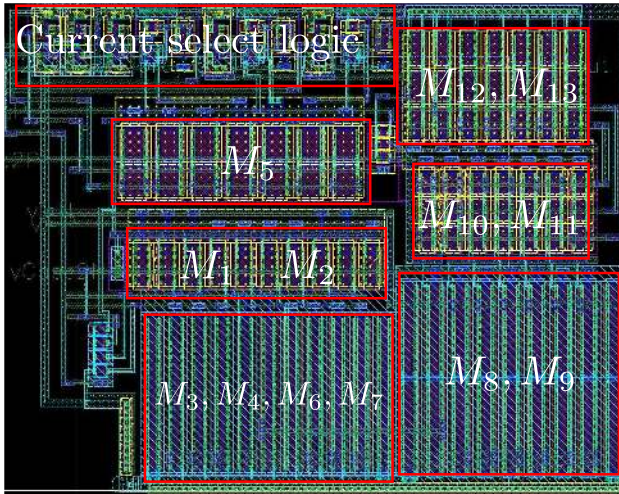 Current select logic
M₁₂, M₁₃
M₅
M₁₀, M₁₁
M₁ M₂
M₃, M₄, M₆, M₇
M₈, M₉